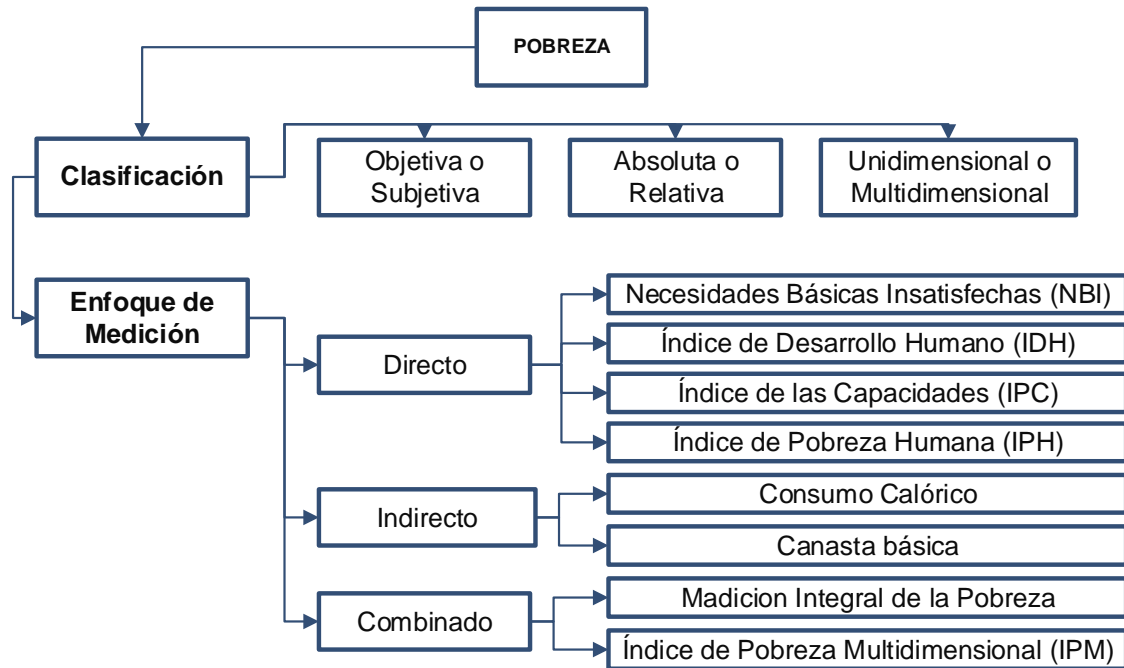 POBREZA
Clasificación
Objetiva o
Subjetiva
Absoluta o
Relativa
Unidimensional o
Multidimensional
Enfoque de
Medición
Directo
Necesidades Básicas Insatisfechas (NBI)
Índice de Desarrollo Humano (IDH)
Índice de las Capacidades (IPC)
Índice de Pobreza Humana (IPH)
Indirecto
Consumo Calórico
Canasta básica
Combinado
Madicion Integral de la Pobreza
Índice de Pobreza Multidimensional (IPM)